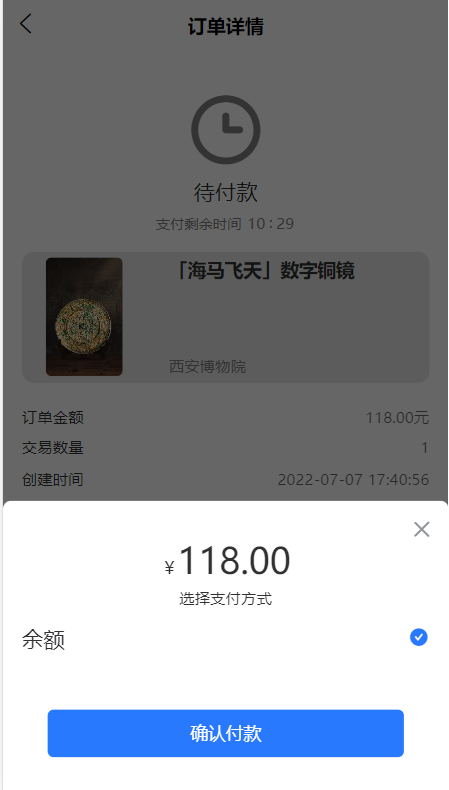 订单详情
待付款
支付剩余时间 10:29
「海马飞天」数字铜镜
西安博物院
订单金额 118.00元
交易数量 1
创建时间 2022-07-07 17:40:56
¥118.00
选择支付方式
余额
确认付款